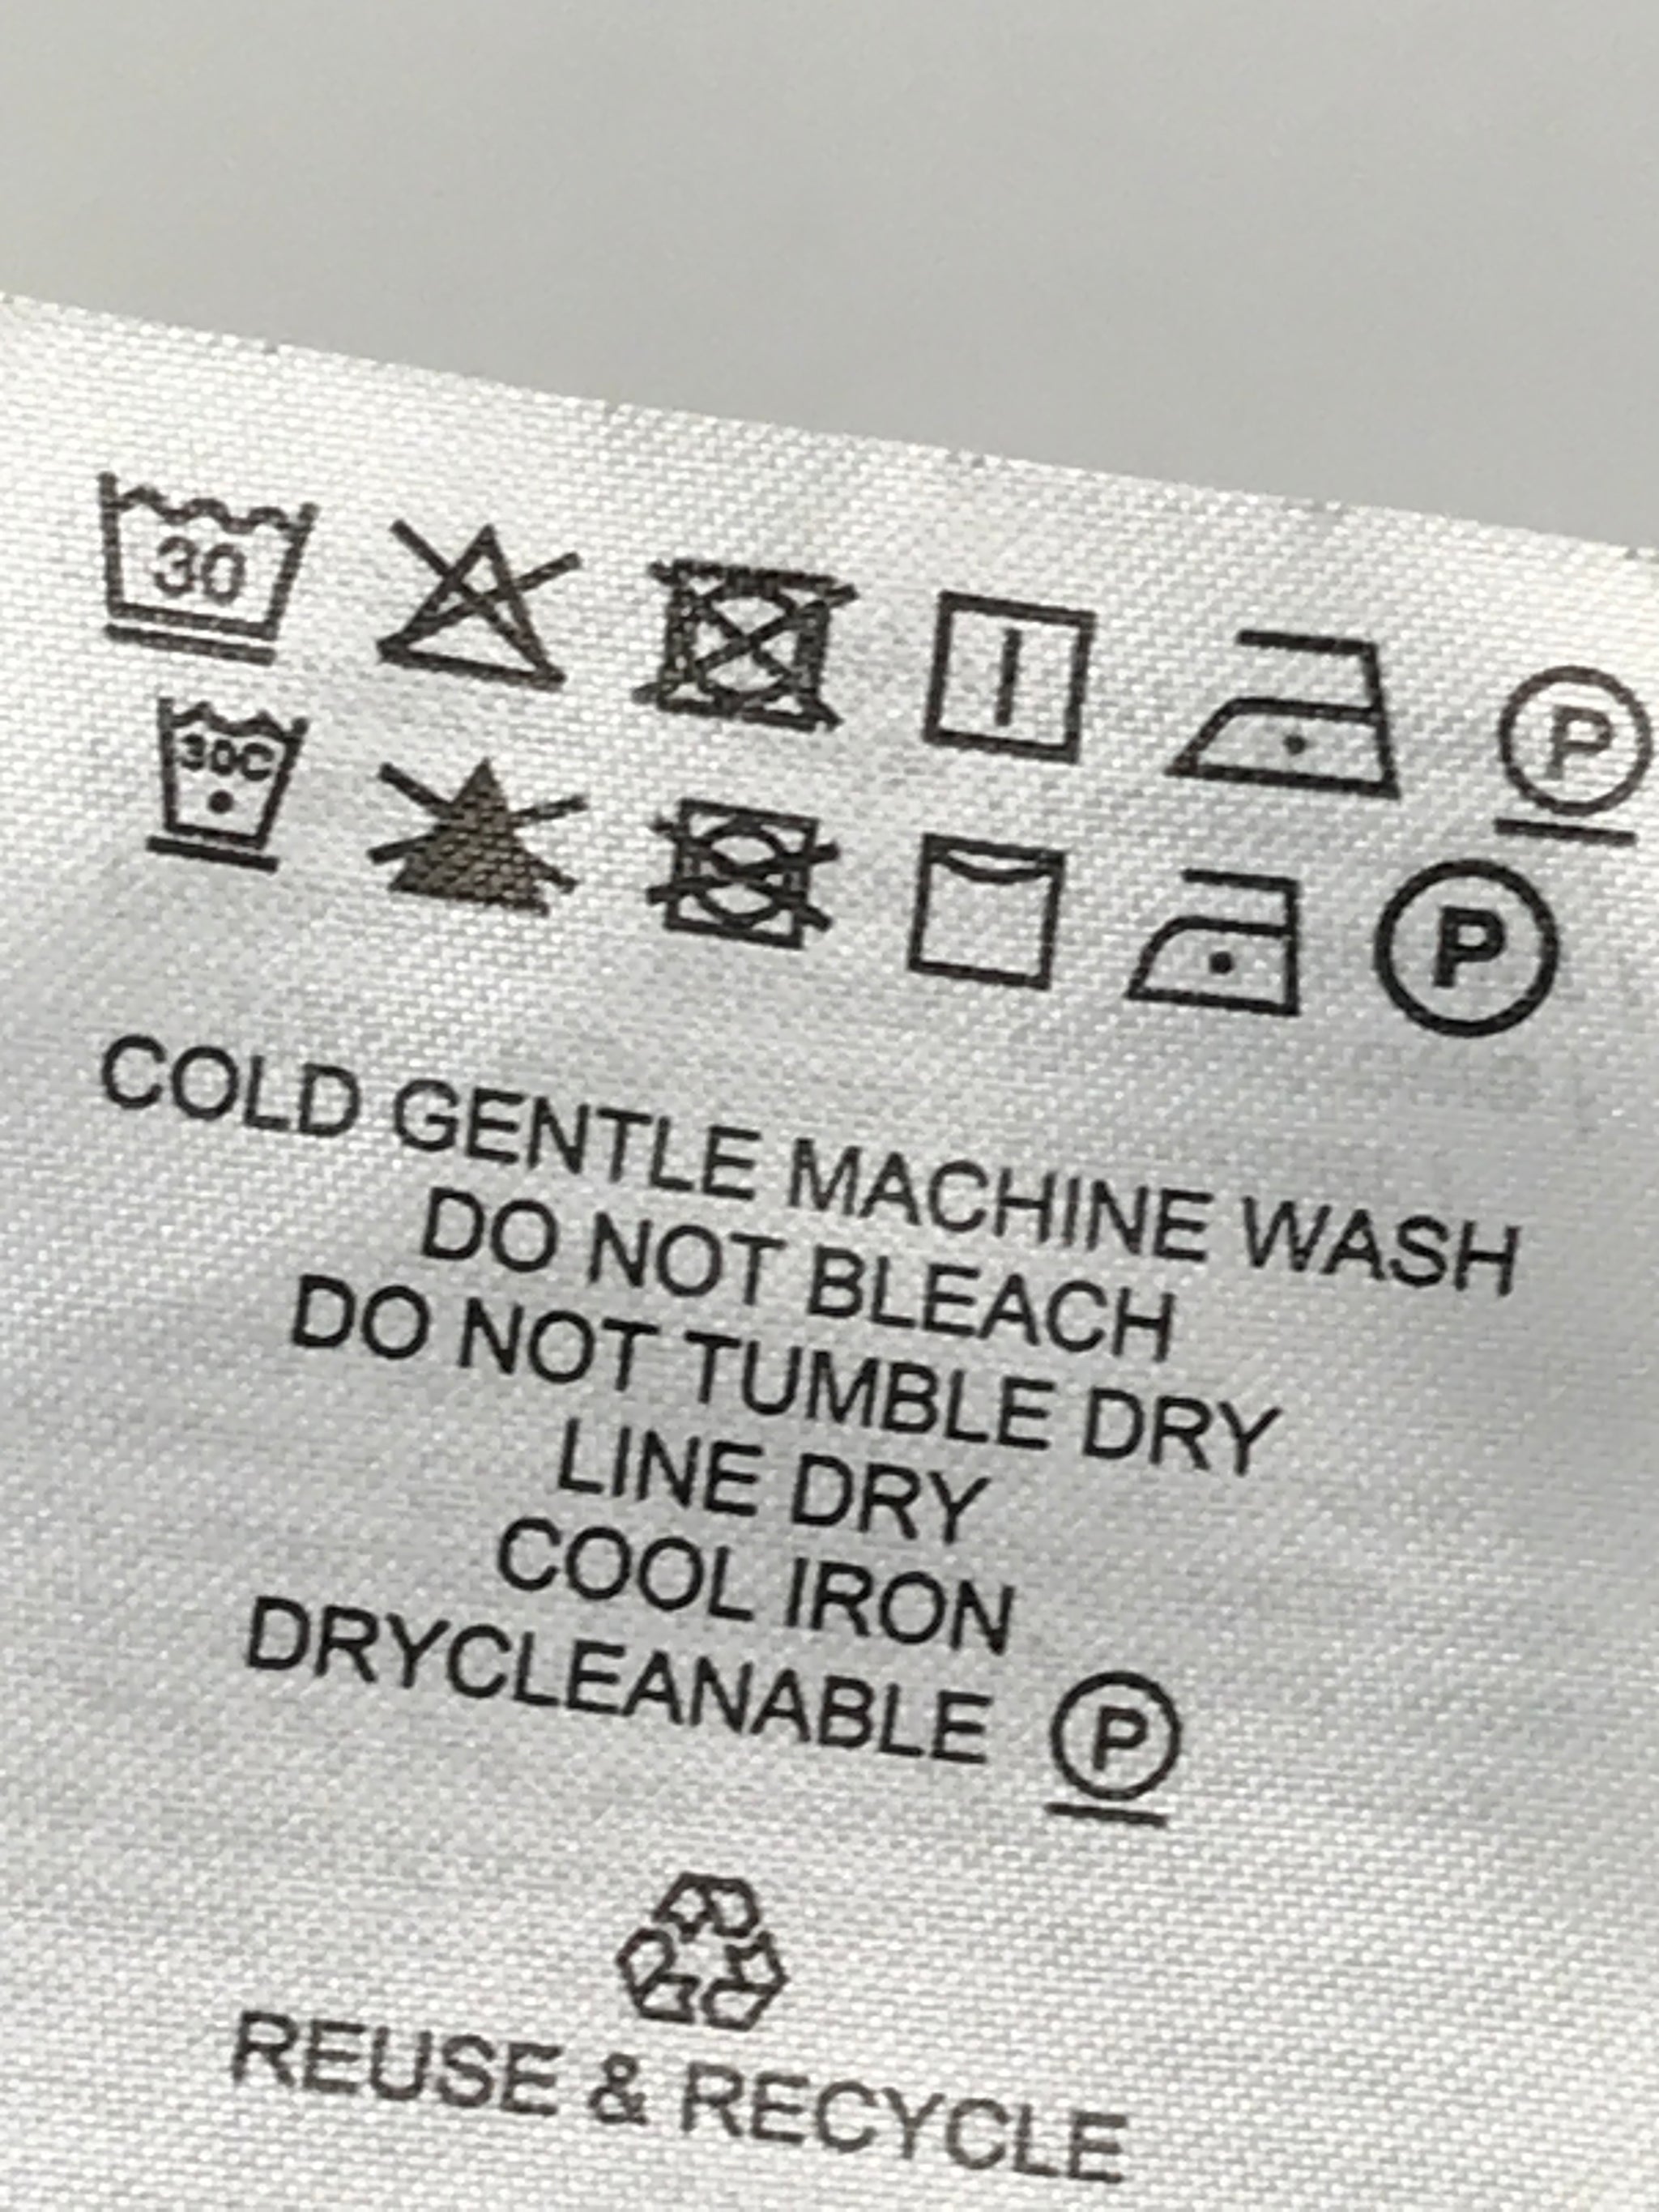 30 P
30C P
COLD GENTLE MACHINE WASH
DO NOT BLEACH
DO NOT TUMBLE DRY
LINE DRY
COOL IRON
DRYCLEANABLE P
REUSE & RECYCLE